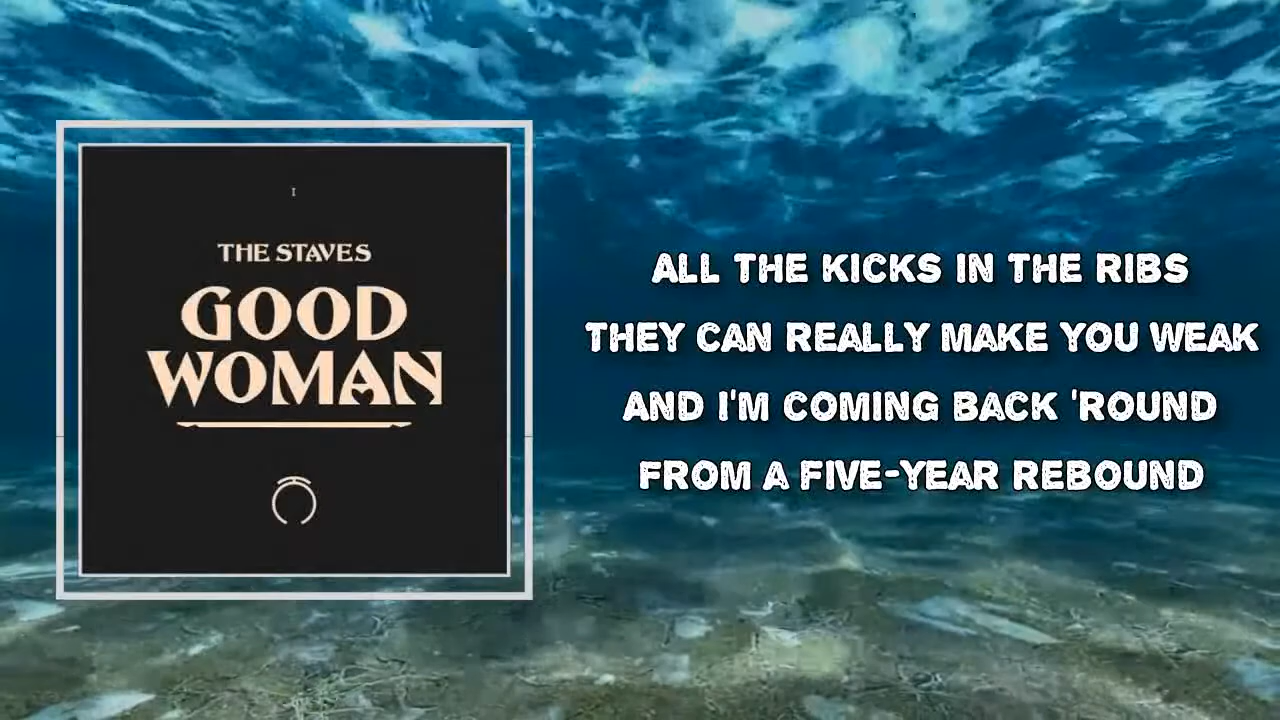 I
THE STAVES
GOOD
WOMAN
ALL THE KICKS IN THE RIBS
THEY CAN REALLY MAKE YOU WEAK
AND I'M COMING BACK 'ROUND
FROM A FIVE-YEAR REBOUND